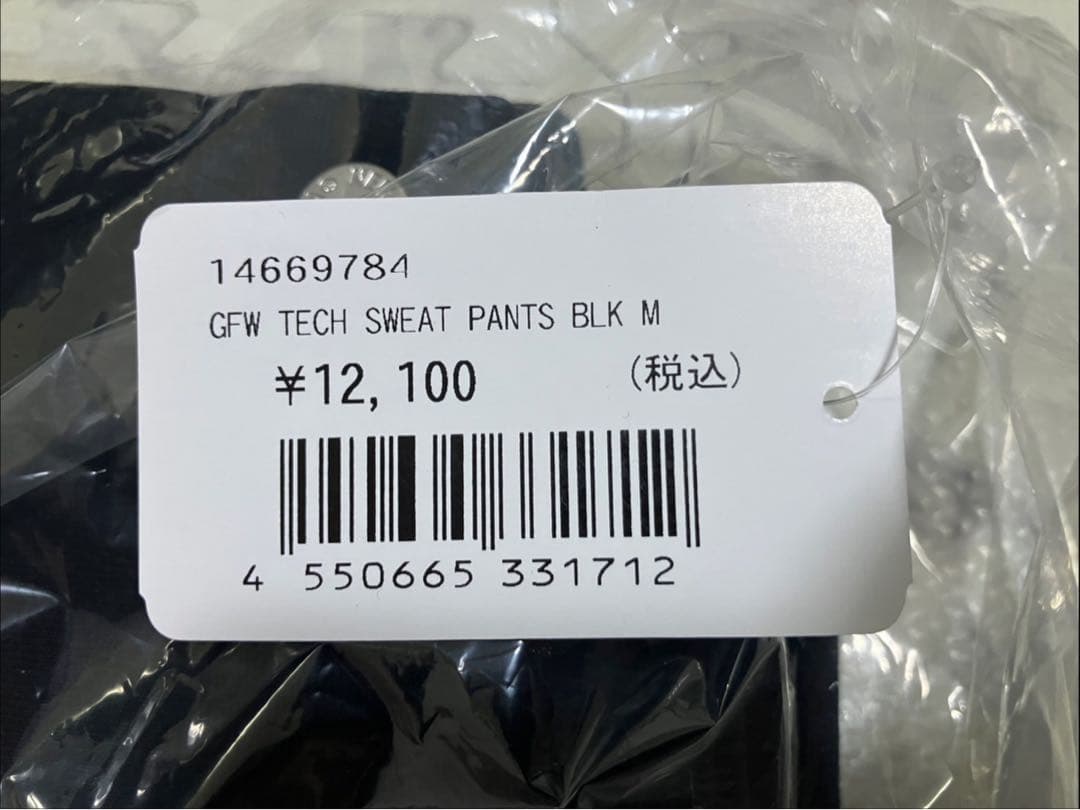 14669784
GFW TECH SWEAT PANTS BLK M
¥12,100 (税込)
4 550665 331712